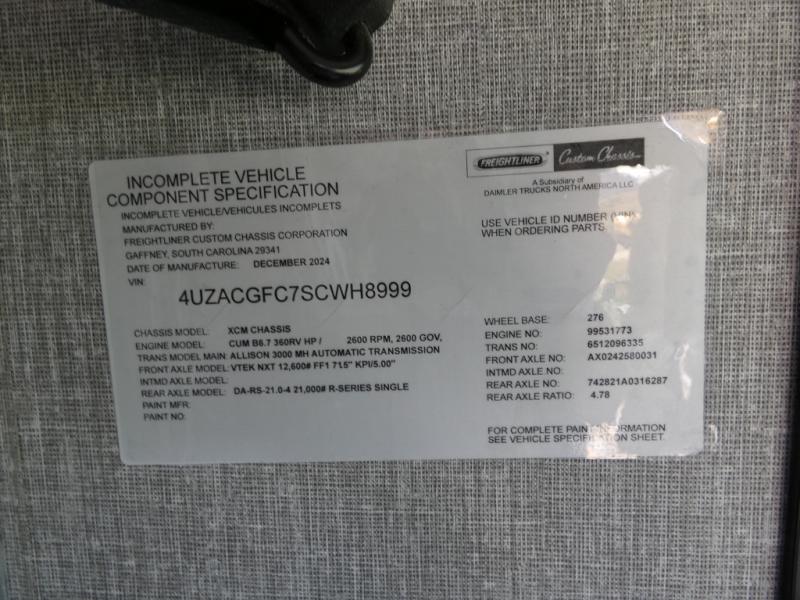 FREIGHTLINER Custom Chassis
A Subsidiary of
DAIMLER TRUCKS NORTH AMERICA LLC
INCOMPLETE VEHICLE
COMPONENT SPECIFICATION
INCOMPLETE VEHICLE/VEHICULES INCOMPLETS
MANUFACTURED BY:
FREIGHTLINER CUSTOM CHASSIS CORPORATION
GAFFNEY, SOUTH CAROLINA 29341
DATE OF MANUFACTURE: DECEMBER 2024
VIN:
4UZACGFC7SCWH8999
USE VEHICLE ID NUMBER (VIN)
WHEN ORDERING PARTS
CHASSIS MODEL: XCM CHASSIS
ENGINE MODEL: CUM B6.7 360RV HP / 2600 RPM, 2600 GOV,
TRANS MODEL MAIN: ALLISON 3000 MH AUTOMATIC TRANSMISSION
FRONT AXLE MODEL: VTEK NXT 12,600# FF1 71.5" KPI/5.00"
INTMD AXLE MODEL:
REAR AXLE MODEL: DA-RS-21.0-4 21,000# R-SERIES SINGLE
PAINT MFR:
PAINT NO:
WHEEL BASE: 276
ENGINE NO: 99531773
TRANS NO: 6512096335
FRONT AXLE NO: AX0242580031
INTMD AXLE NO:
REAR AXLE NO: 742821A0316287
REAR AXLE RATIO: 4.78
FOR COMPLETE PAINT INFORMATION
SEE VEHICLE SPECIFICATION SHEET.